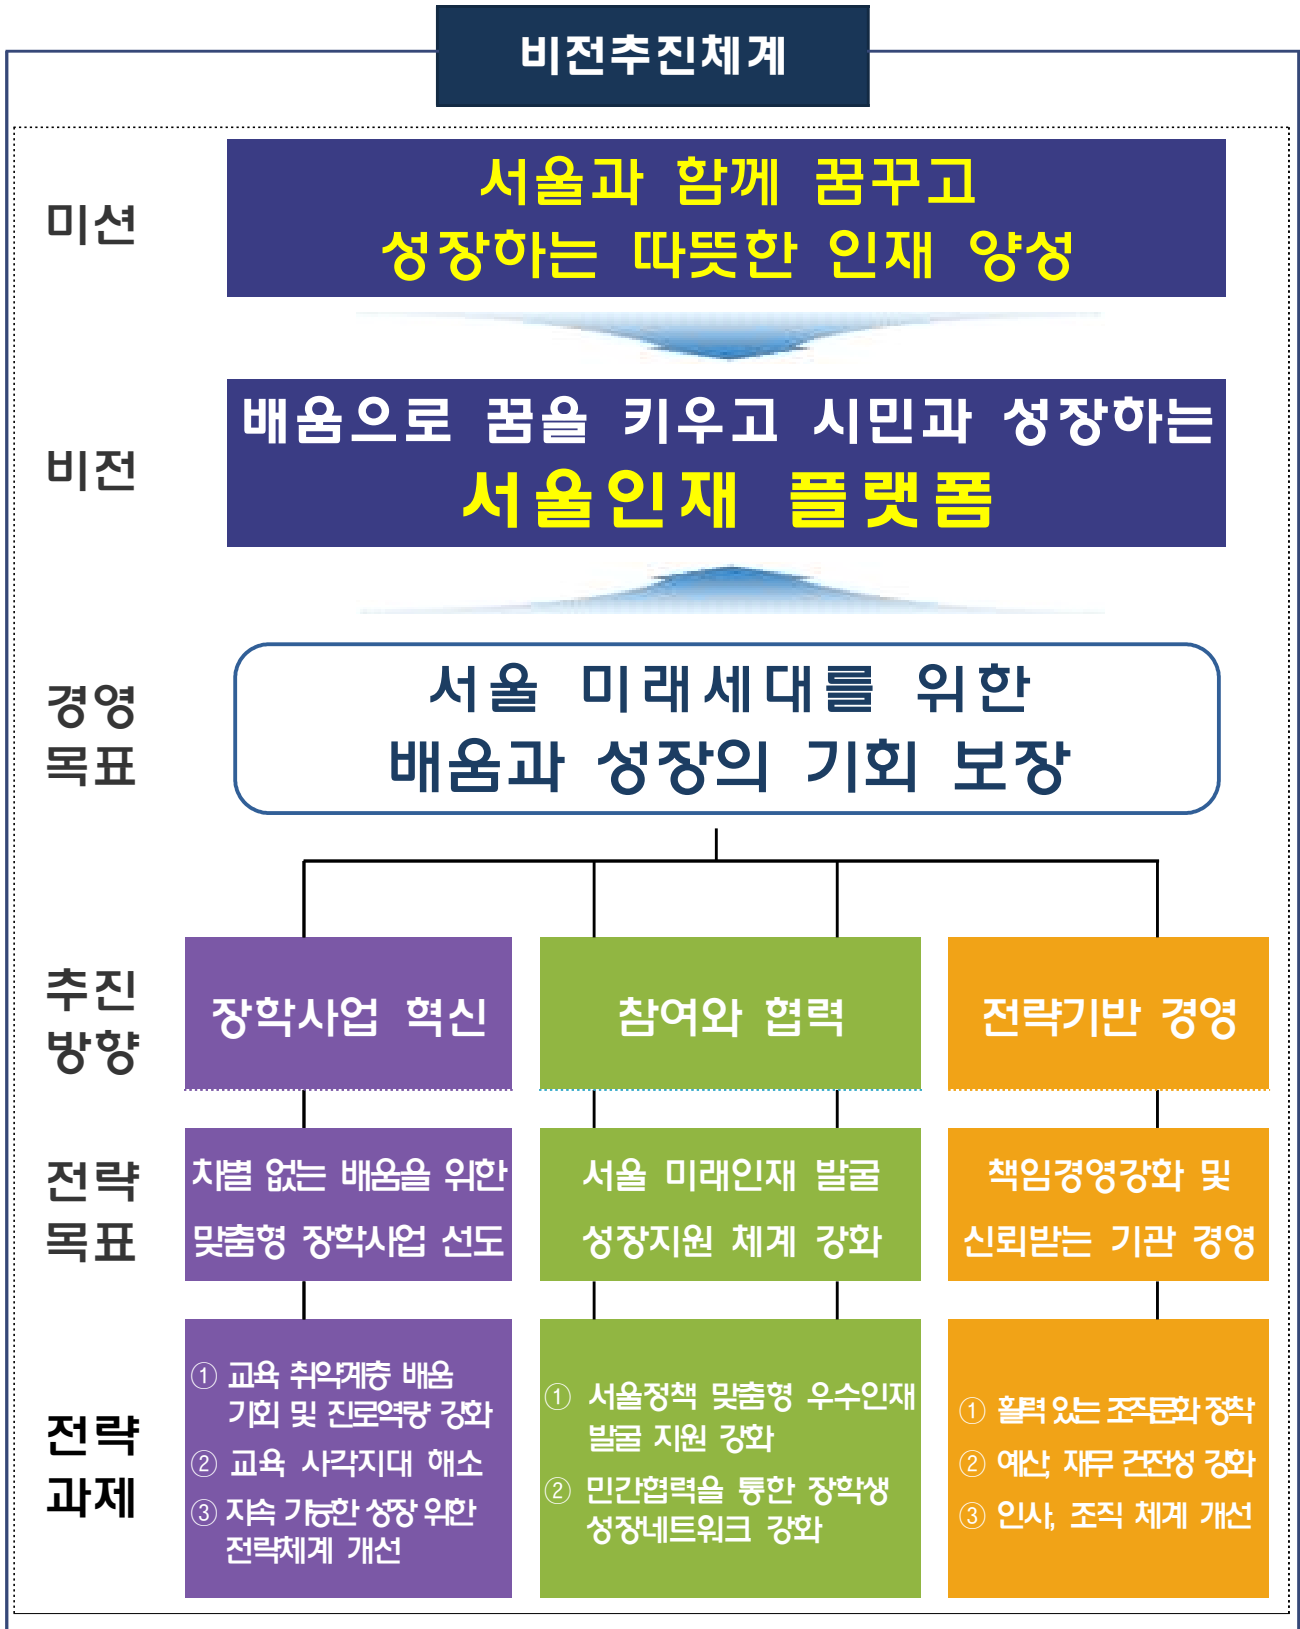 비전추진체계
미션
서울과 함께 꿈꾸고
성장하는 따뜻한 인재 양성
비전
배움으로 꿈을 키우고 시민과 성장하는
서울인재 플랫폼
경영
목표
서울 미래세대를 위한
배움과 성장의 기회 보장
추진
방향
장학사업 혁신
참여와 협력
전략기반 경영
전략
목표
차별 없는 배움을 위한
맞춤형 장학사업 선도
서울 미래인재 발굴
성장지원 체계 강화
책임경영강화 및
신뢰받는 기관 경영
전략
과제
① 교육 취약계층 배움
기회 및 진로역량 강화
② 교육 사각지대 해소
③ 지속 가능한 성장 위한
전략체계 개선
① 서울정책 맞춤형 우수인재
발굴 지원 강화
② 민간협력을 통한 장학생
성장네트워크 강화
① 활력 있는 조직문화 정착
② 예산, 재무 건전성 강화
③ 인사, 조직 체계 개선